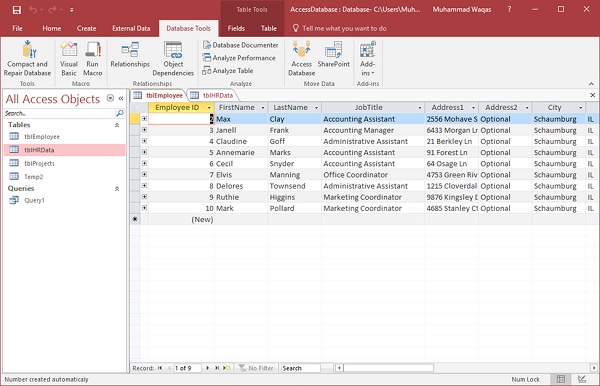 Table Tools
AccessDatabase : Database- C:\Users\Muh...
Muhammad Waqas
File
Home
Create
External Data
Database Tools
Fields
Table
Tell me what you want to do
Compact and Repair Database
Visual Basic
Run Macro
Relationships
Object Dependencies
Database Documenter
Analyze Performance
Analyze Table
Access Database
SharePoint
Add-ins
Tools
Macro
Relationships
Analyze
Move Data
Add-ins
All Access Objects
Search...
Tables
tblEmployee
tblHRData
tblProjects
Temp2
Queries
Query1
tblEmployee
tblHRData
Employee ID FirstName LastName JobTitle Address1 Address2 City
2 Max Clay Accounting Assistant 2556 Mohave S Optional Schaumburg IL
3 Janell Frank Accounting Manager 6433 Morgan Ln Optional Schaumburg IL
4 Claudine Goff Administrative Assistant 21 Berkley Ln Optional Schaumburg IL
5 Annemarie Marks Accounting Assistant 91 Forest Ln Optional Schaumburg IL
6 Cecil Snyder Accounting Assistant 64 Osage Ln Optional Schaumburg IL
7 Elvis Manning Office Coordinator 4753 Green Riv Optional Schaumburg IL
8 Delores Townsend Administrative Assistant 1215 Cloverdal Optional Schaumburg IL
9 Ruthie Higgins Marketing Coordinator 9876 Kingsley D Optional Schaumburg IL
10 Mark Pollard Marketing Coordinator 4685 Stanley Ct Optional Schaumburg IL
(New)
Record:
1 of 9
No Filter
Search
Number created automaticaly
Num Lock